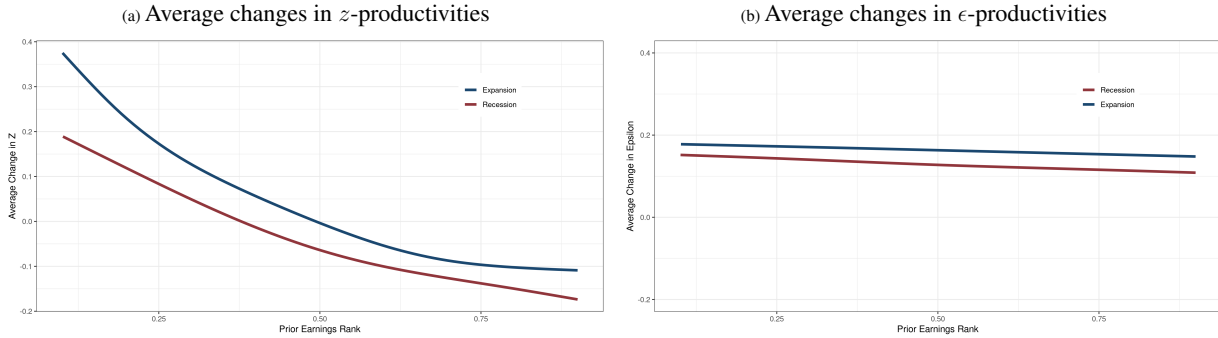 (a) Average changes in z-productivities
0.4
0.3
0.2
0.1
0.0
-0.1
-0.2
Average Change in Z
Expansion
Recession
0.25
0.50
0.75
Prior Earnings Rank
(b) Average changes in ϵ-productivities
0.4
0.2
0.0
-0.2
Average Change in Epsilon
Recession
Expansion
0.25
0.50
0.75
Prior Earnings Rank